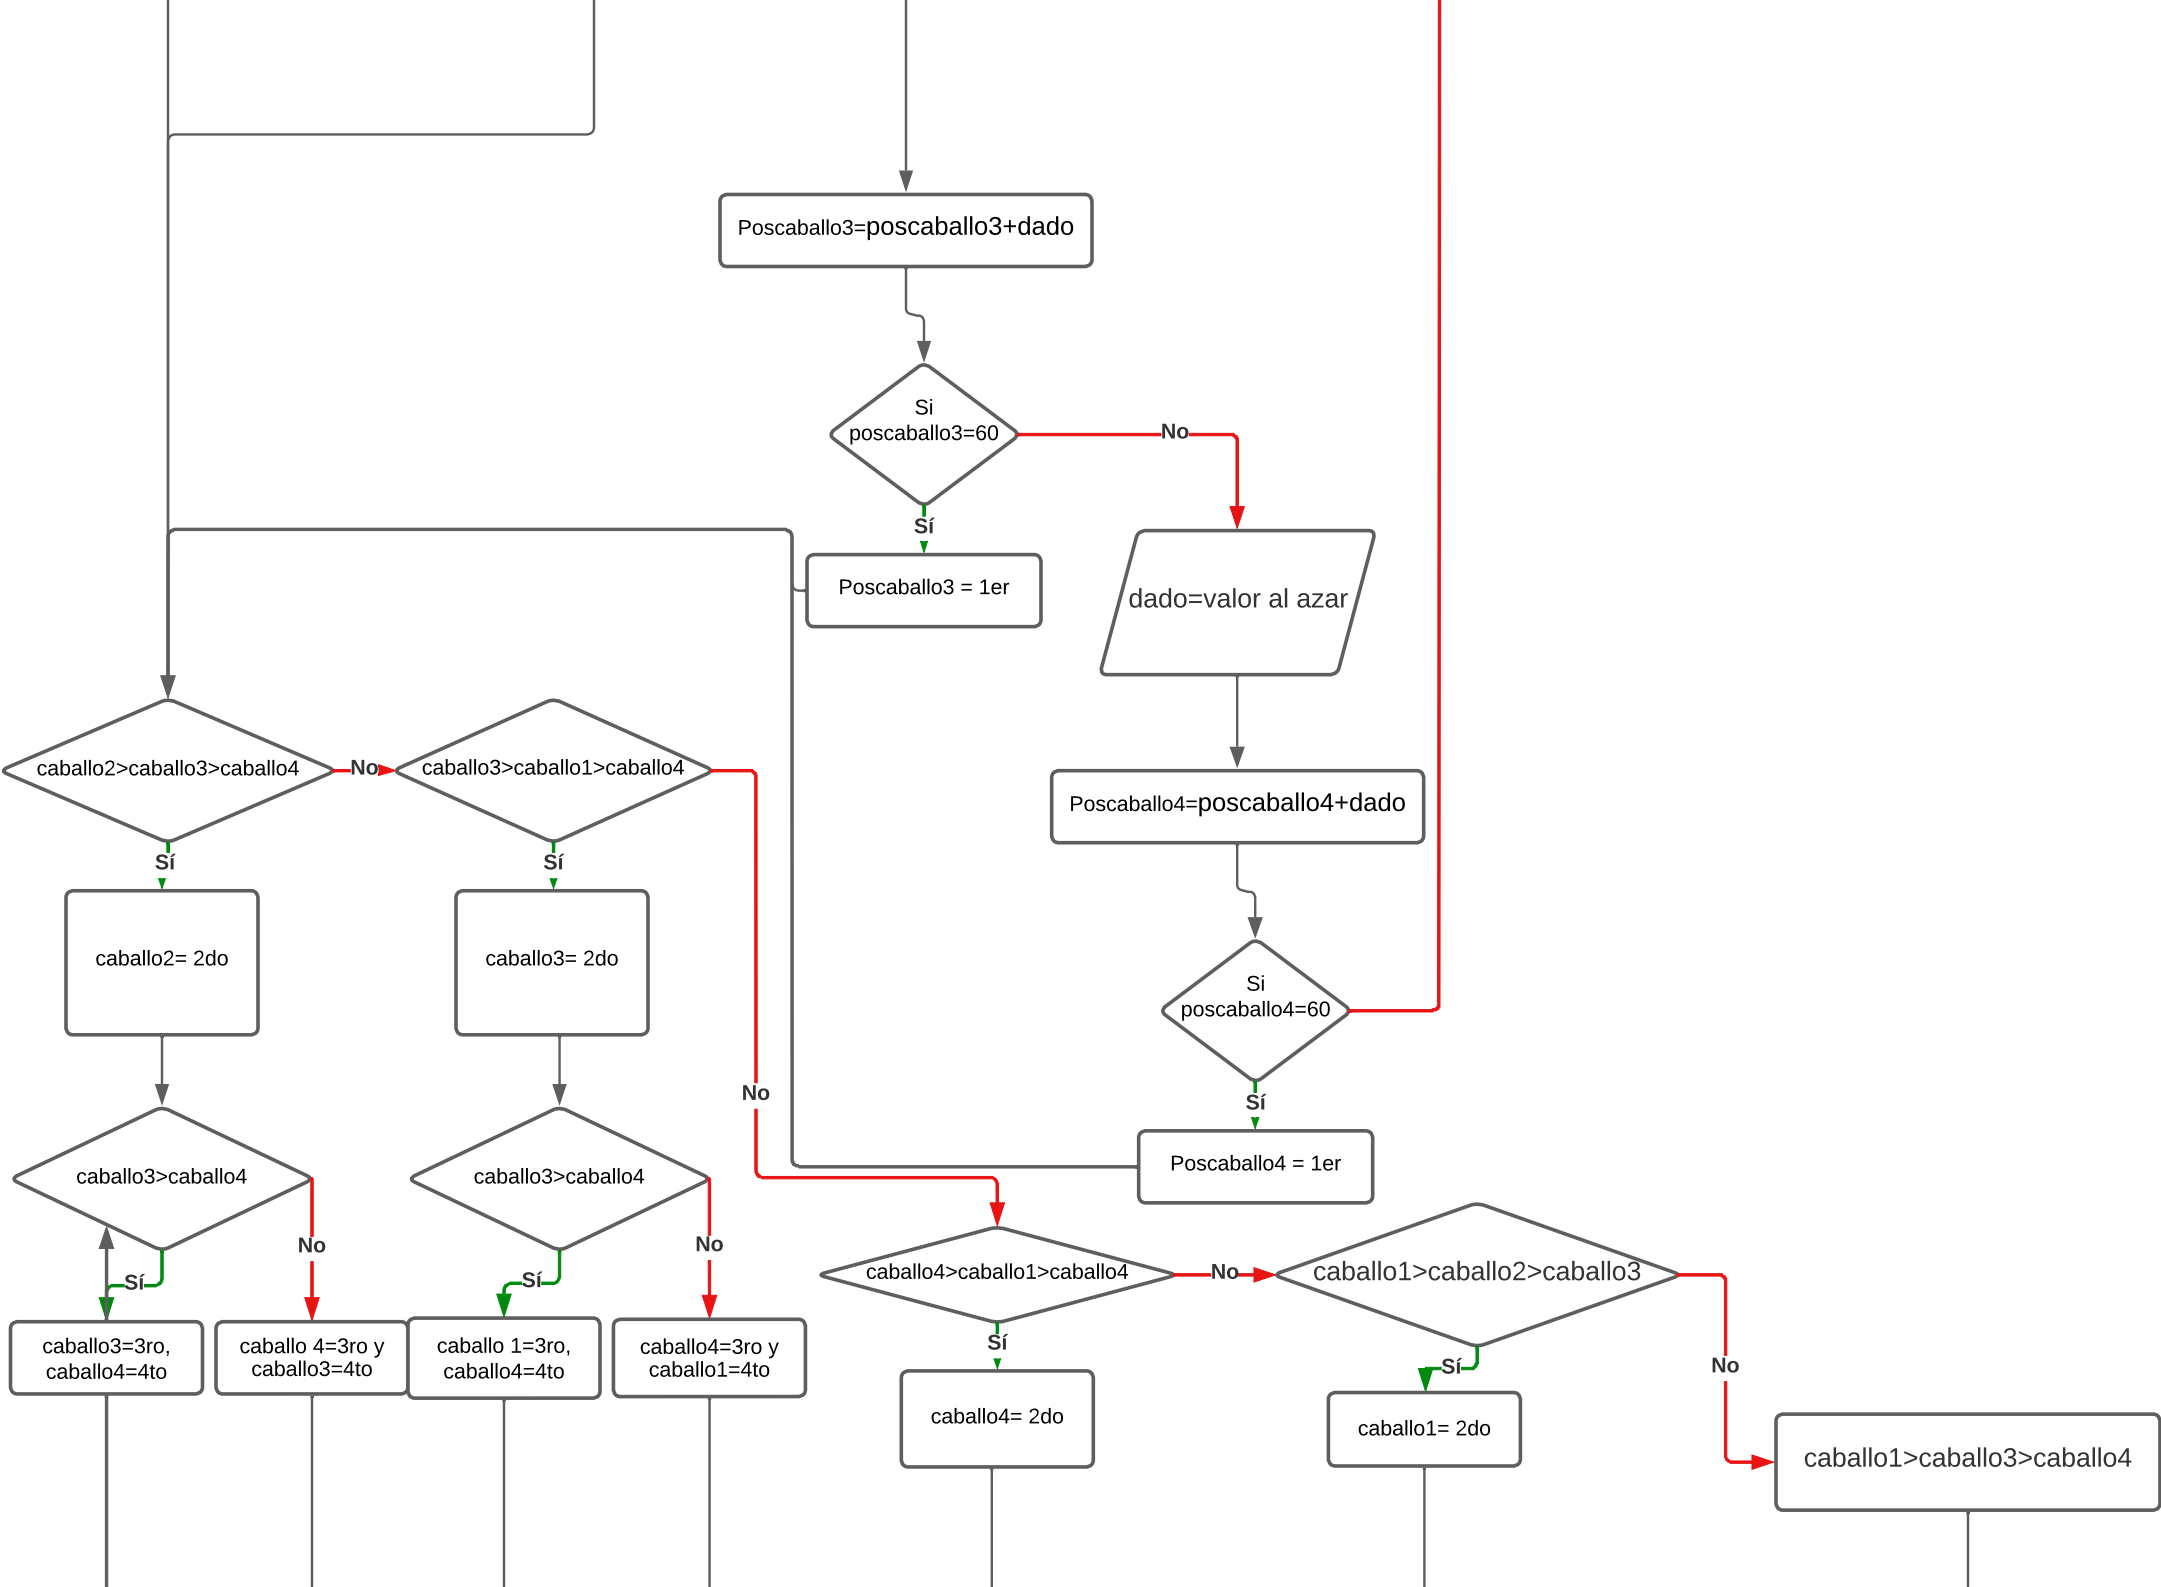 Poscaballo3=poscaballo3+dado
Si
poscaballo3=60
No
Sí
Poscaballo3 = 1er
dado=valor al azar
caballo2>caballo3>caballo4
No
caballo3>caballo1>caballo4
Poscaballo4=poscaballo4+dado
Sí
Sí
caballo2= 2do
caballo3= 2do
Si
poscaballo4=60
No
Sí
Poscaballo4 = 1er
caballo3>caballo4
caballo3>caballo4
No
No
Sí
Sí
caballo4>caballo1>caballo4
No
caballo1>caballo2>caballo3
caballo3=3ro,
caballo4=4to
caballo 4=3ro y
caballo3=4to
caballo 1=3ro,
caballo4=4to
caballo4=3ro y
caballo1=4to
Sí
Sí
No
caballo4= 2do
caballo1= 2do
caballo1>caballo3>caballo4